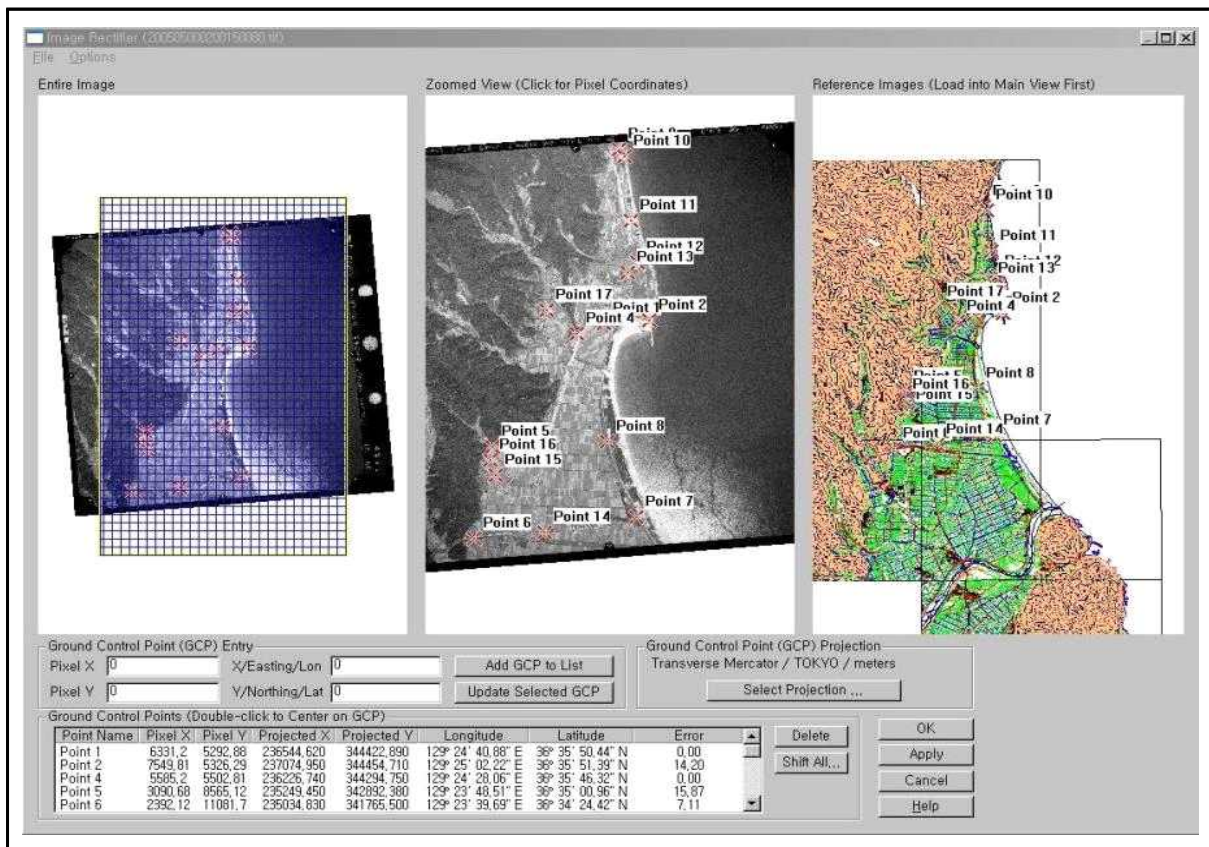 Image Rectifier (200505000200150080.tif)
File Options
Entire Image
Zoomed View (Click for Pixel Coordinates)
Reference Images (Load into Main View First)
Point 10
Point 11
Point 12
Point 13
Point 17
Point 1
Point 2
Point 4
Point 5
Point 16
Point 15
Point 8
Point 7
Point 14
Point 6
Point 10
Point 11
Point 13
Point 17
Point 2
Point 4
Point 8
Point 16
Point 15
Point 7
Point 14
Ground Control Point (GCP) Entry
Pixel X 0 X/Easting/Lon 0 Add GCP to List
Pixel Y 0 Y/Northing/Lat 0 Update Selected GCP
Ground Control Point (GCP) Projection
Transverse Mercator / TOKYO / meters
Select Projection ...
Ground Control Points (Double-click to Center on GCP)
Point Name Pixel X Pixel Y Projected X Projected Y Longitude Latitude Error
Point 1 6331,2 5292,88 236544,620 344422,890 129° 24' 40,88" E 36° 35' 50,44" N 0,00
Point 2 7549,81 5326,29 237074,950 344454,710 129° 25' 02,22" E 36° 35' 51,39" N 14,20
Point 4 5585,2 5502,81 236226,740 344294,750 129° 24' 28,06" E 36° 35' 46,32" N 0,00
Point 5 3090,68 8565,12 235249,450 342892,380 129° 23' 48,51" E 36° 35' 00,96" N 15,87
Point 6 2392,12 11081,7 235034,830 341765,500 129° 23' 39,69" E 36° 34' 24,42" N 7,11
Delete
Shift All...
OK
Apply
Cancel
Help